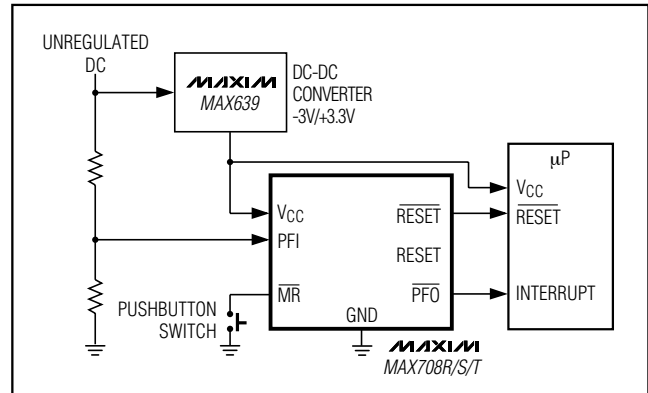 UNREGULATED
DC
MAXIM
MAX639
DC-DC
CONVERTER
-3V/+3.3V
μP
VCC
RESET
INTERRUPT
VCC
PFI
MR
GND
RESET
RESET
PFO
PUSHBUTTON
SWITCH
MAXIM
MAX708R/S/T